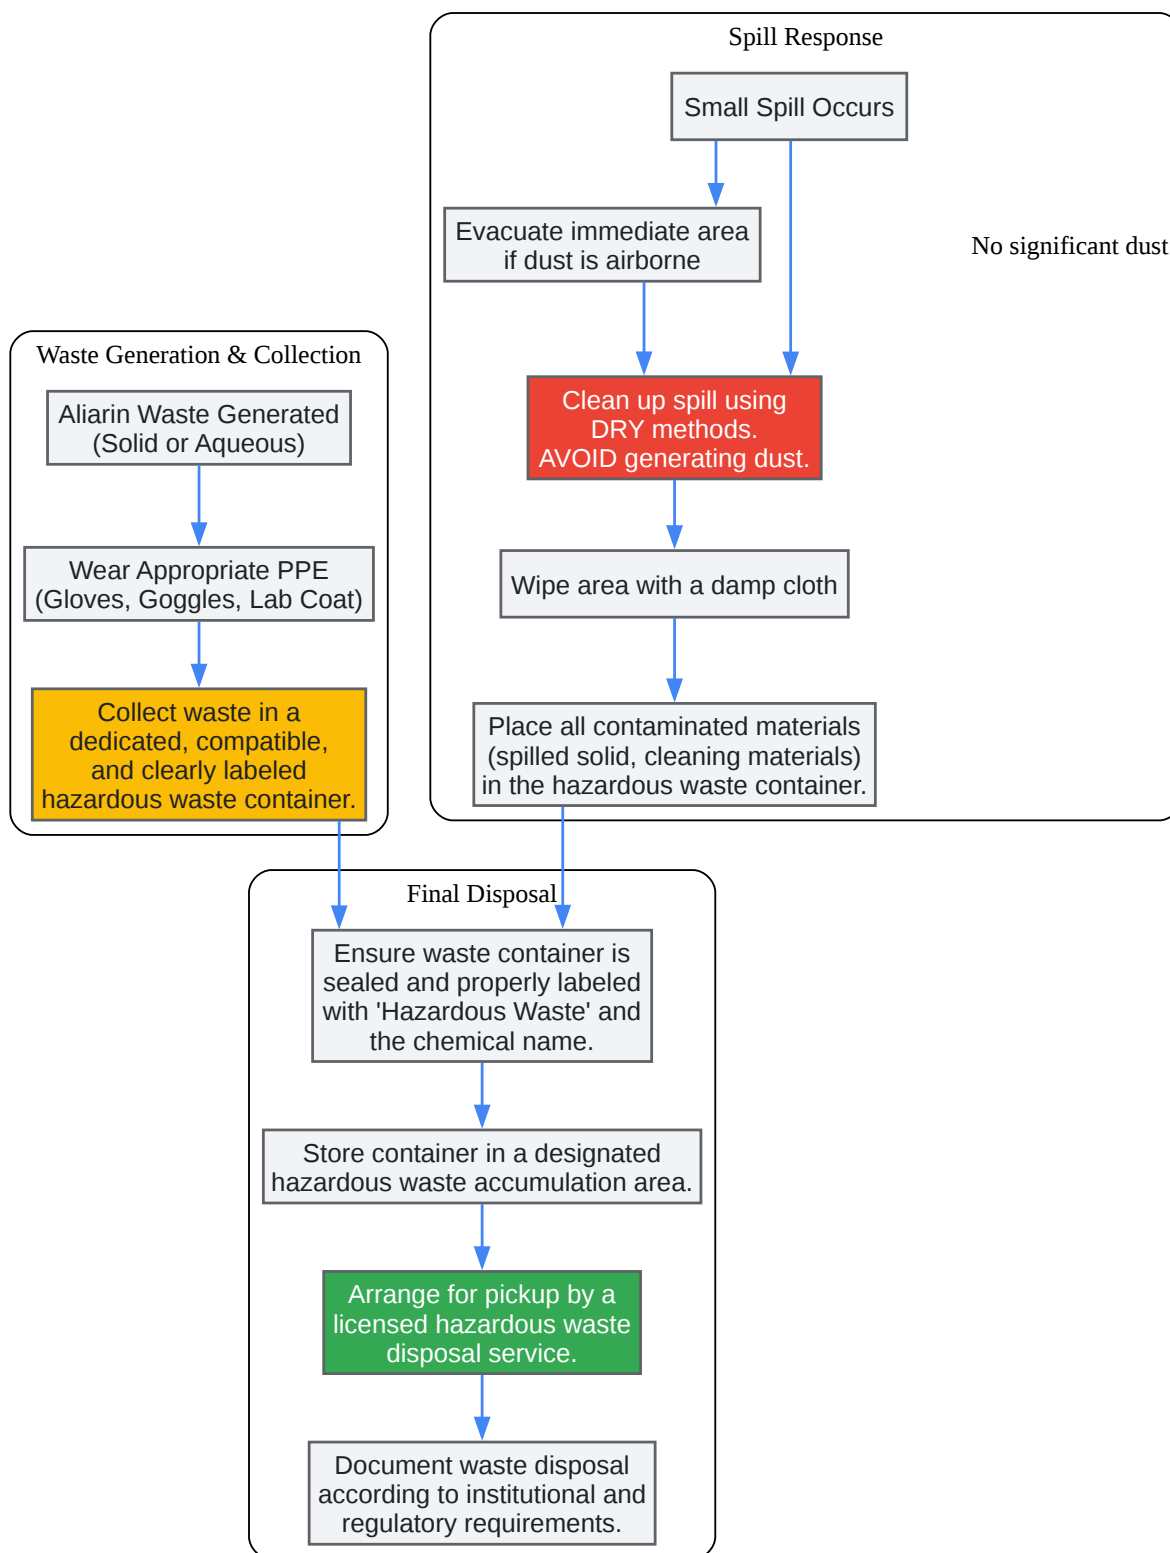 Spill Response
Small Spill Occurs
Evacuate immediate area
if dust is airborne
No significant dust
Clean up spill using
DRY methods.
AVOID generating dust.
Wipe area with a damp cloth
Place all contaminated materials
(spilled solid, cleaning materials)
in the hazardous waste container.
Waste Generation & Collection
Aliarin Waste Generated
(Solid or Aqueous)
Wear Appropriate PPE
(Gloves, Goggles, Lab Coat)
Collect waste in a
dedicated, compatible,
and clearly labeled
hazardous waste container.
Final Disposal
Ensure waste container is
sealed and properly labeled
with 'Hazardous Waste' and
the chemical name.
Store container in a designated
hazardous waste accumulation area.
Arrange for pickup by a
licensed hazardous waste
disposal service.
Document waste disposal
according to institutional and
regulatory requirements.